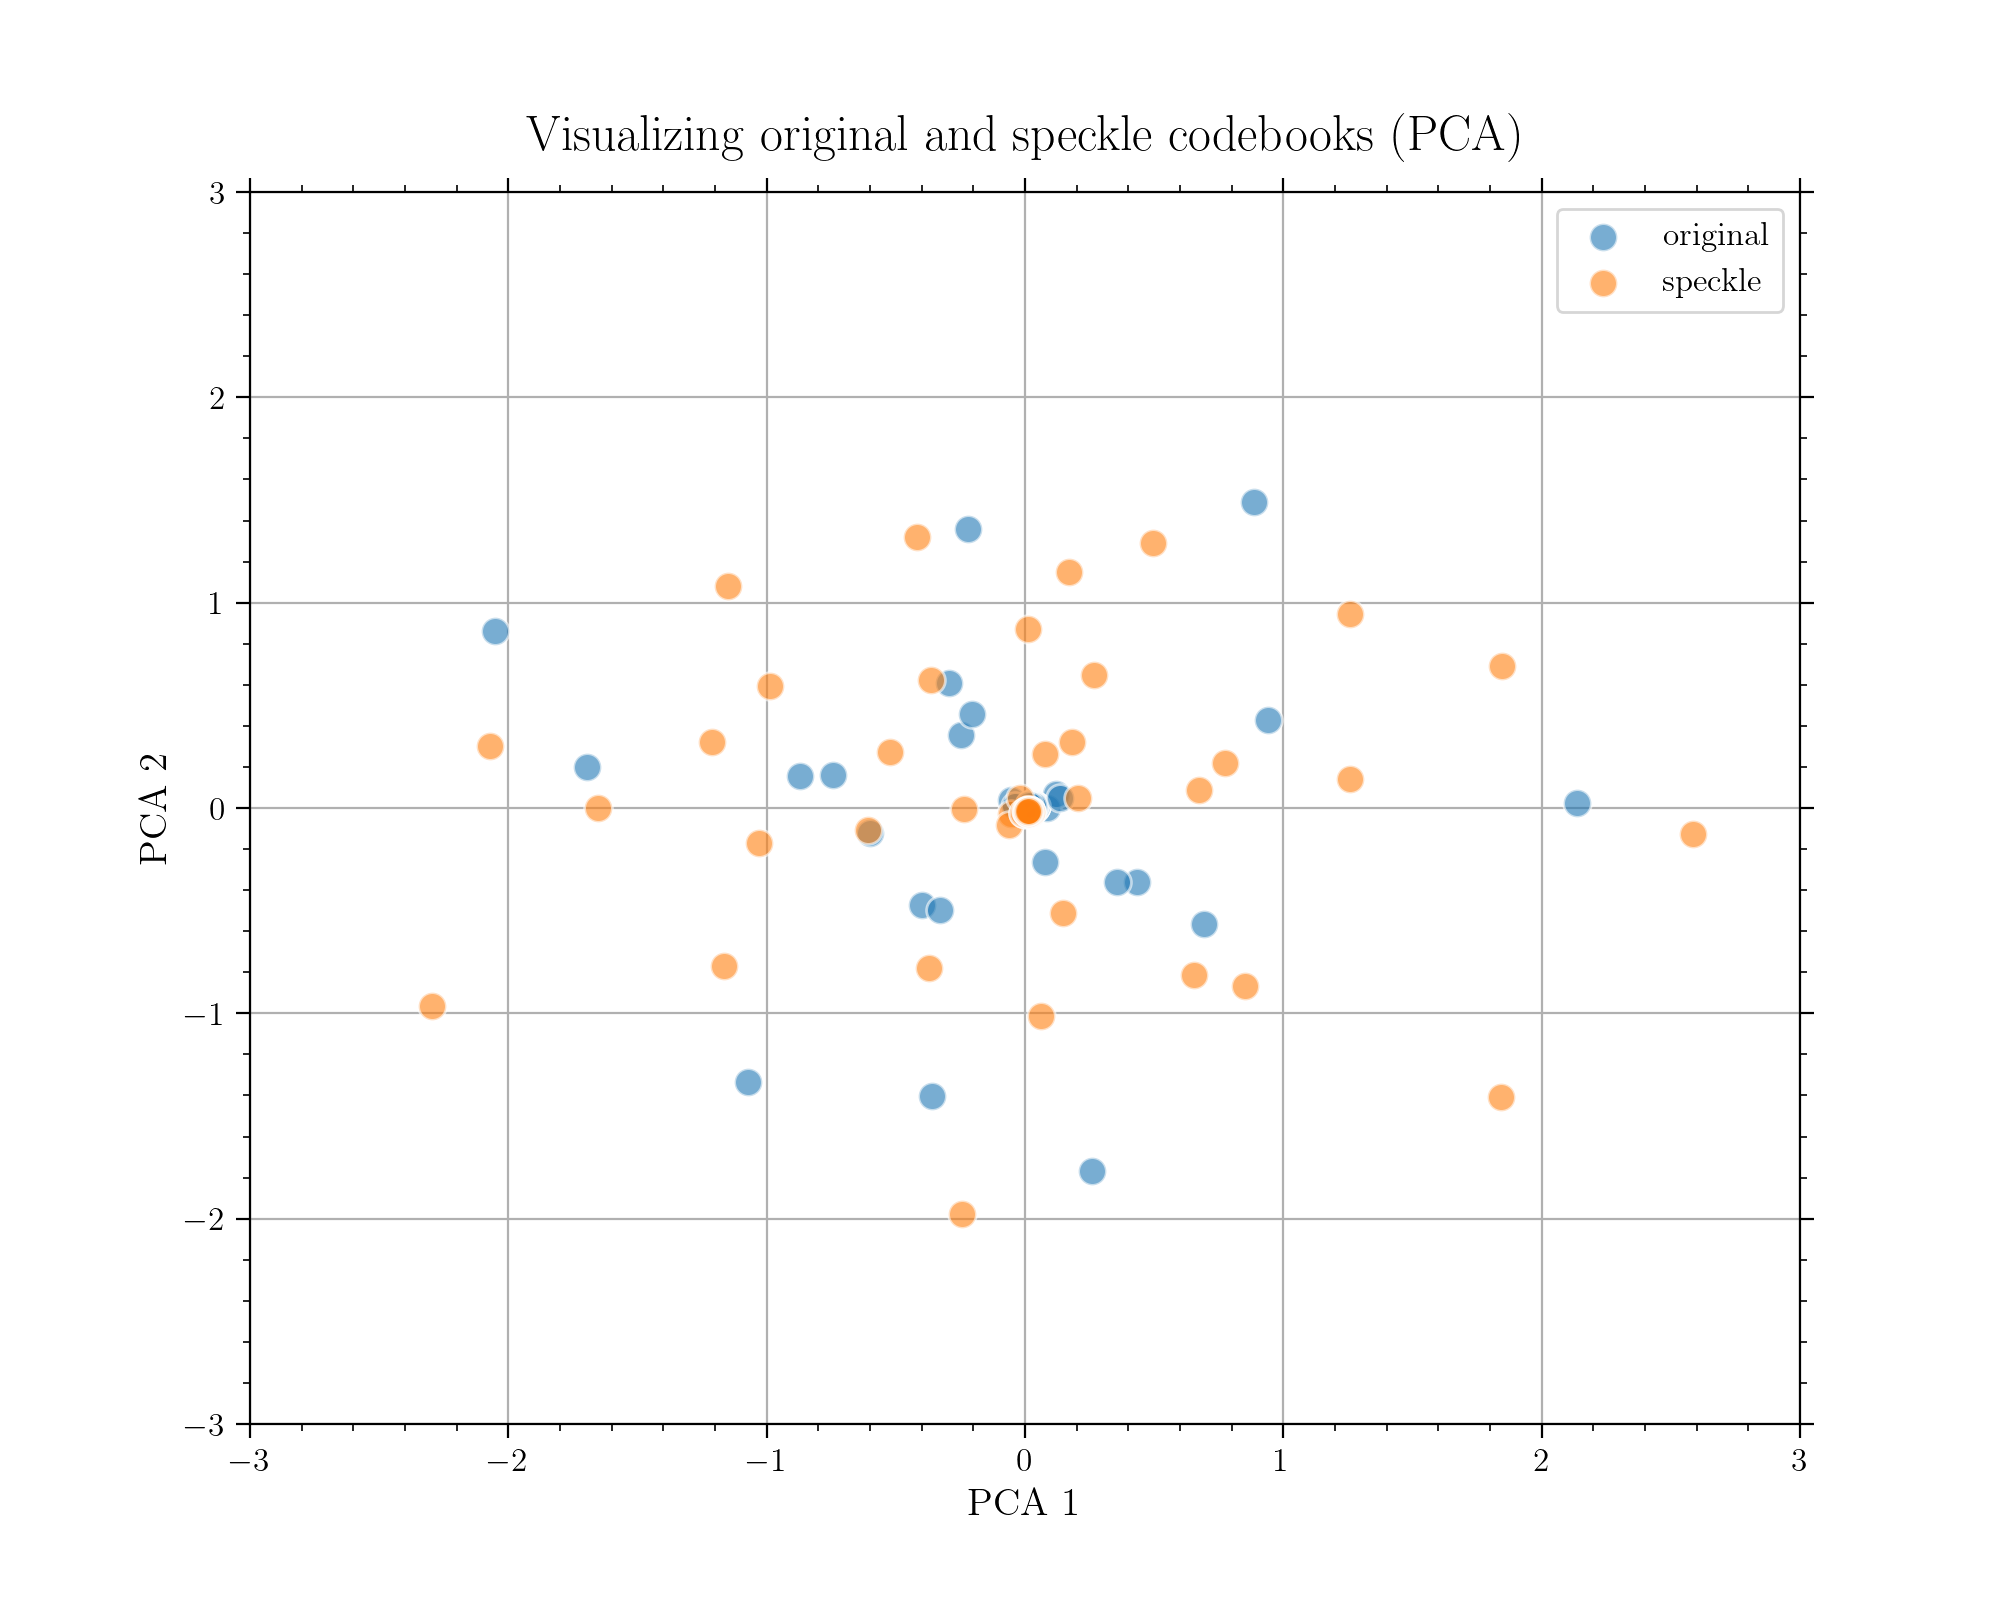 Visualizing original and speckle codebooks (PCA)
original
speckle
3
2
1
0
−1
−2
−3
PCA 2
−3
−2
−1
0
1
2
3
PCA 1